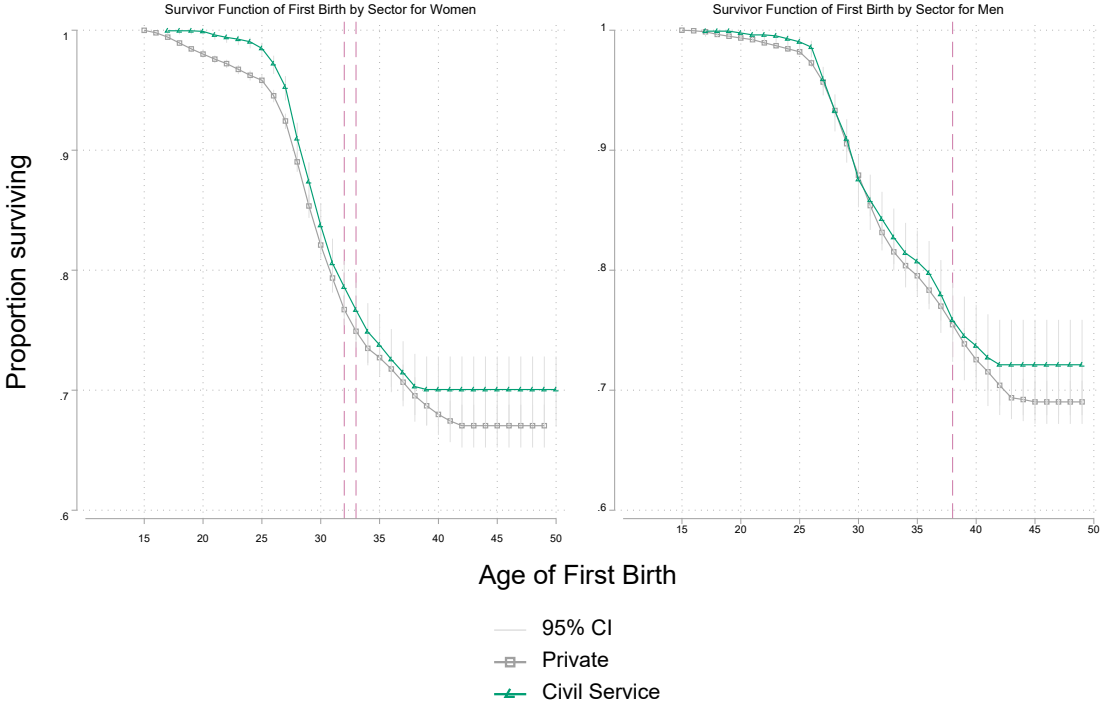 Survivor Function of First Birth by Sector for Women
Survivor Function of First Birth by Sector for Men
Proportion surviving
1
.9
.8
.7
.6
15 20 25 30 35 40 45 50
1
.9
.8
.7
.6
15 20 25 30 35 40 45 50
Age of First Birth
95% CI
Private
Civil Service